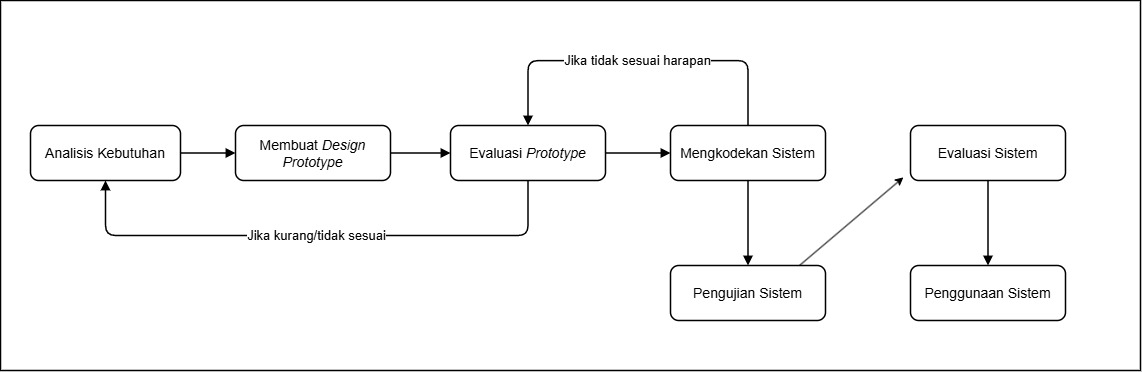 Jika tidak sesuai harapan
Analisis Kebutuhan
Membuat Design
Prototype
Evaluasi Prototype
Mengkodekan Sistem
Evaluasi Sistem
Jika kurang/tidak sesuai
Pengujian Sistem
Penggunaan Sistem